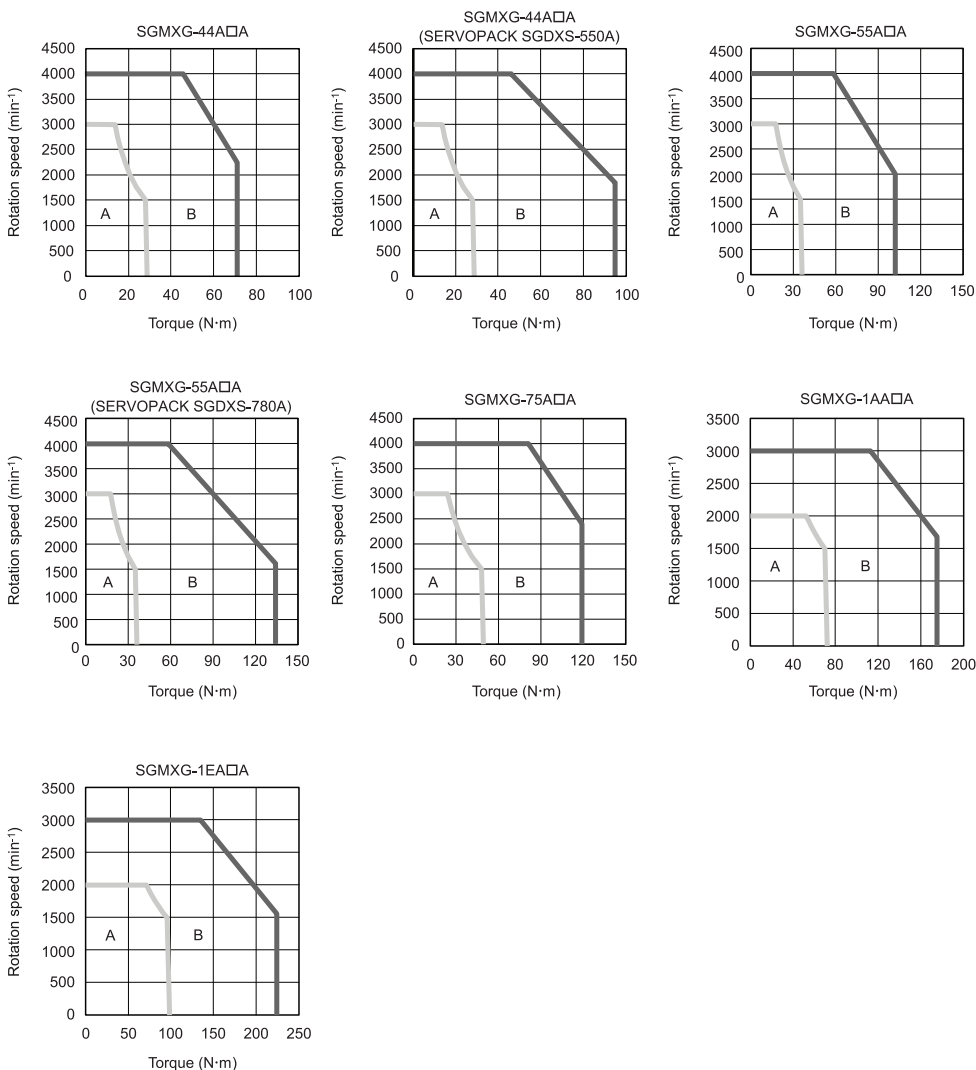 SGMXG-44A□A
Rotation speed (min-1)
4500
4000
3500
3000
2500
2000
1500
1000
500
0
A
B
0 20 40 60 80 100
Torque (N·m)
SGMXG-44A□A
(SERVOPACK SGDXS-550A)
Rotation speed (min-1)
4500
4000
3500
3000
2500
2000
1500
1000
500
0
A
B
0 20 40 60 80 100
Torque (N·m)
SGMXG-55A□A
Rotation speed (min-1)
4500
4000
3500
3000
2500
2000
1500
1000
500
0
A
B
0 30 60 90 120 150
Torque (N·m)
SGMXG-55A□A
(SERVOPACK SGDXS-780A)
Rotation speed (min-1)
4500
4000
3500
3000
2500
2000
1500
1000
500
0
A
B
0 30 60 90 120 150
Torque (N·m)
SGMXG-75A□A
Rotation speed (min-1)
4500
4000
3500
3000
2500
2000
1500
1000
500
0
A
B
0 30 60 90 120 150
Torque (N·m)
SGMXG-1AA□A
Rotation speed (min-1)
3500
3000
2500
2000
1500
1000
500
0
A
B
0 40 80 120 160 200
Torque (N·m)
SGMXG-1EA□A
Rotation speed (min-1)
3500
3000
2500
2000
1500
1000
500
0
A
B
0 50 100 150 200 250
Torque (N·m)